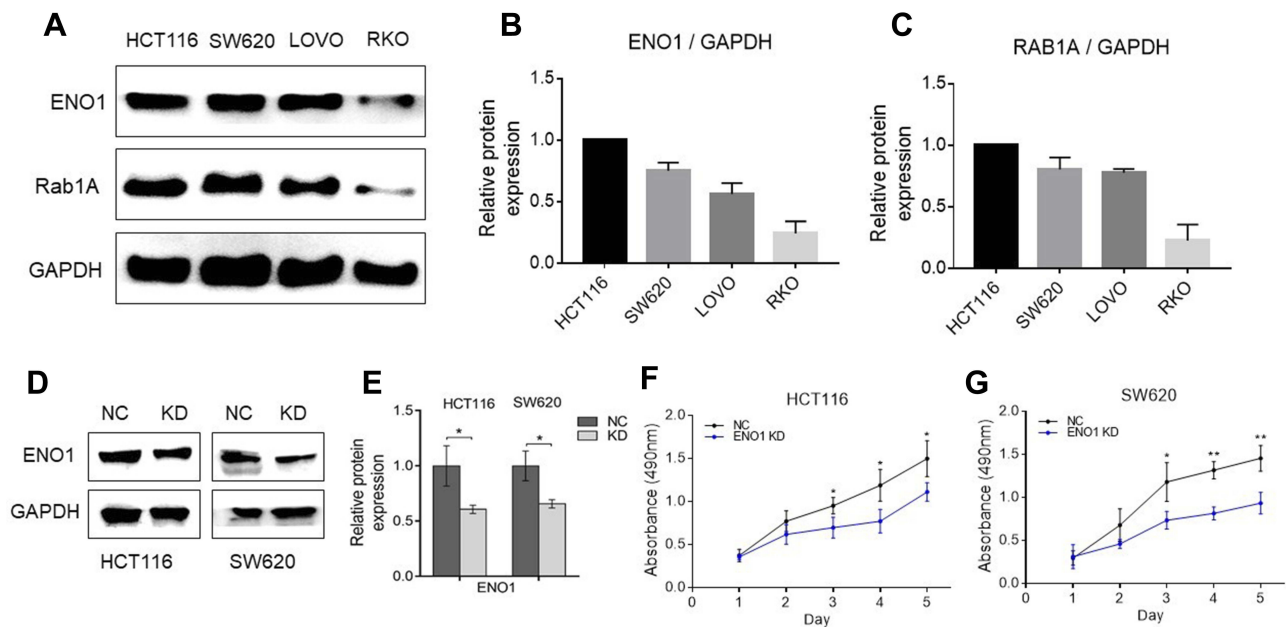 A
HCT116 SW620 LOVO RKO
ENO1
Rab1A
GAPDH
B
ENO1 / GAPDH
Relative protein
expression
1.5
1.0
0.5
0.0
HCT116
SW620
LOVO
RKO
C
RAB1A / GAPDH
Relative protein
expression
1.5
1.0
0.5
0.0
HCT116
SW620
LOVO
RKO
D
NC KD NC KD
ENO1
GAPDH
HCT116 SW620
E
HCT116 SW620
NC
KD
Relative protein
expression
1.5
1.0
0.5
0.0
* *
ENO1
F
HCT116
NC
ENO1 KD
Absorbance (490nm)
2.0
1.5
1.0
0.5
0.0
* * *
0 1 2 3 4 5
Day
G
SW620
NC
ENO1 KD
Absorbance (490nm)
2.0
1.5
1.0
0.5
0.0
* ** **
0 1 2 3 4 5
Day